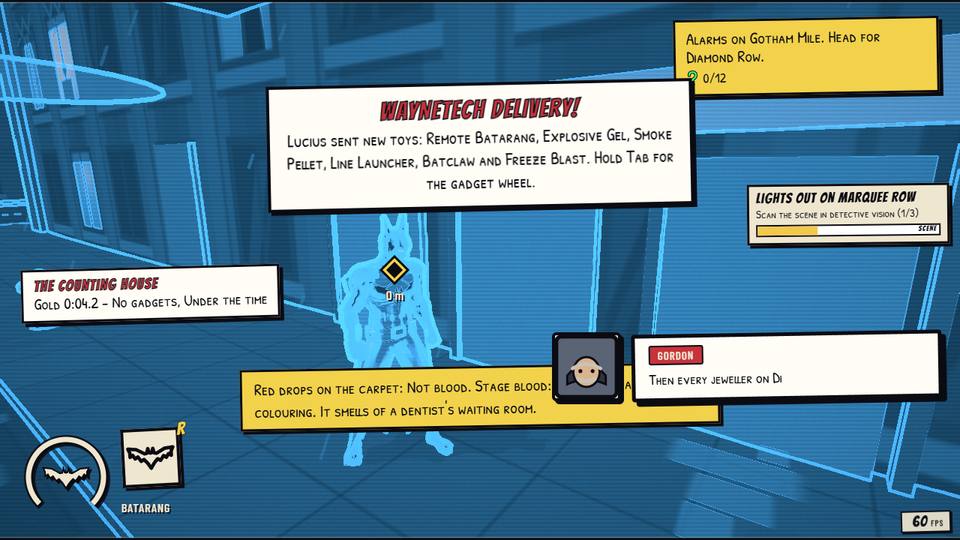 Alarms on Gotham Mile. Head for
Diamond Row.
? 0/12
WAYNETECH DELIVERY!
Lucius sent new toys: Remote Batarang, Explosive Gel, Smoke
Pellet, Line Launcher, Batclaw and Freeze Blast. Hold Tab for
the gadget wheel.
LIGHTS OUT ON MARQUEE ROW
Scan the scene in detective vision (1/3)
SCENE
THE COUNTING HOUSE
Gold 0:04.2 – No gadgets, Under the time
0 m
GORDON
Then every jeweller on Di
Red drops on the carpet: Not blood. Stage blood:
colouring. It smells of a dentist's waiting room.
R
BATARANG
60 FPS